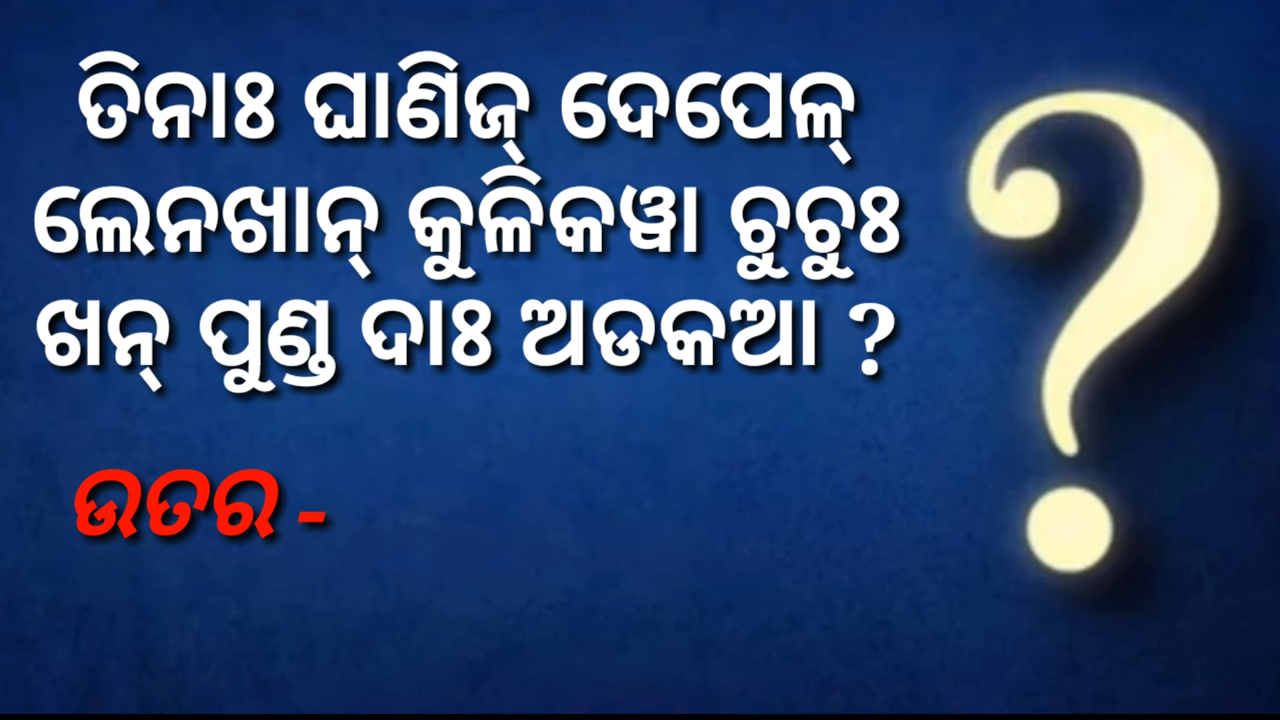 ତିନାଃ ଘାଣିଜ୍ ଦେପେଳ୍
ଲେନଖାନ୍ କୁଳିକୱା ଚୁଚୁଃ
ଖନ୍ ପୁଣ୍ଡ ଦାଃ ଅଡକଆ ?
ଉତର -